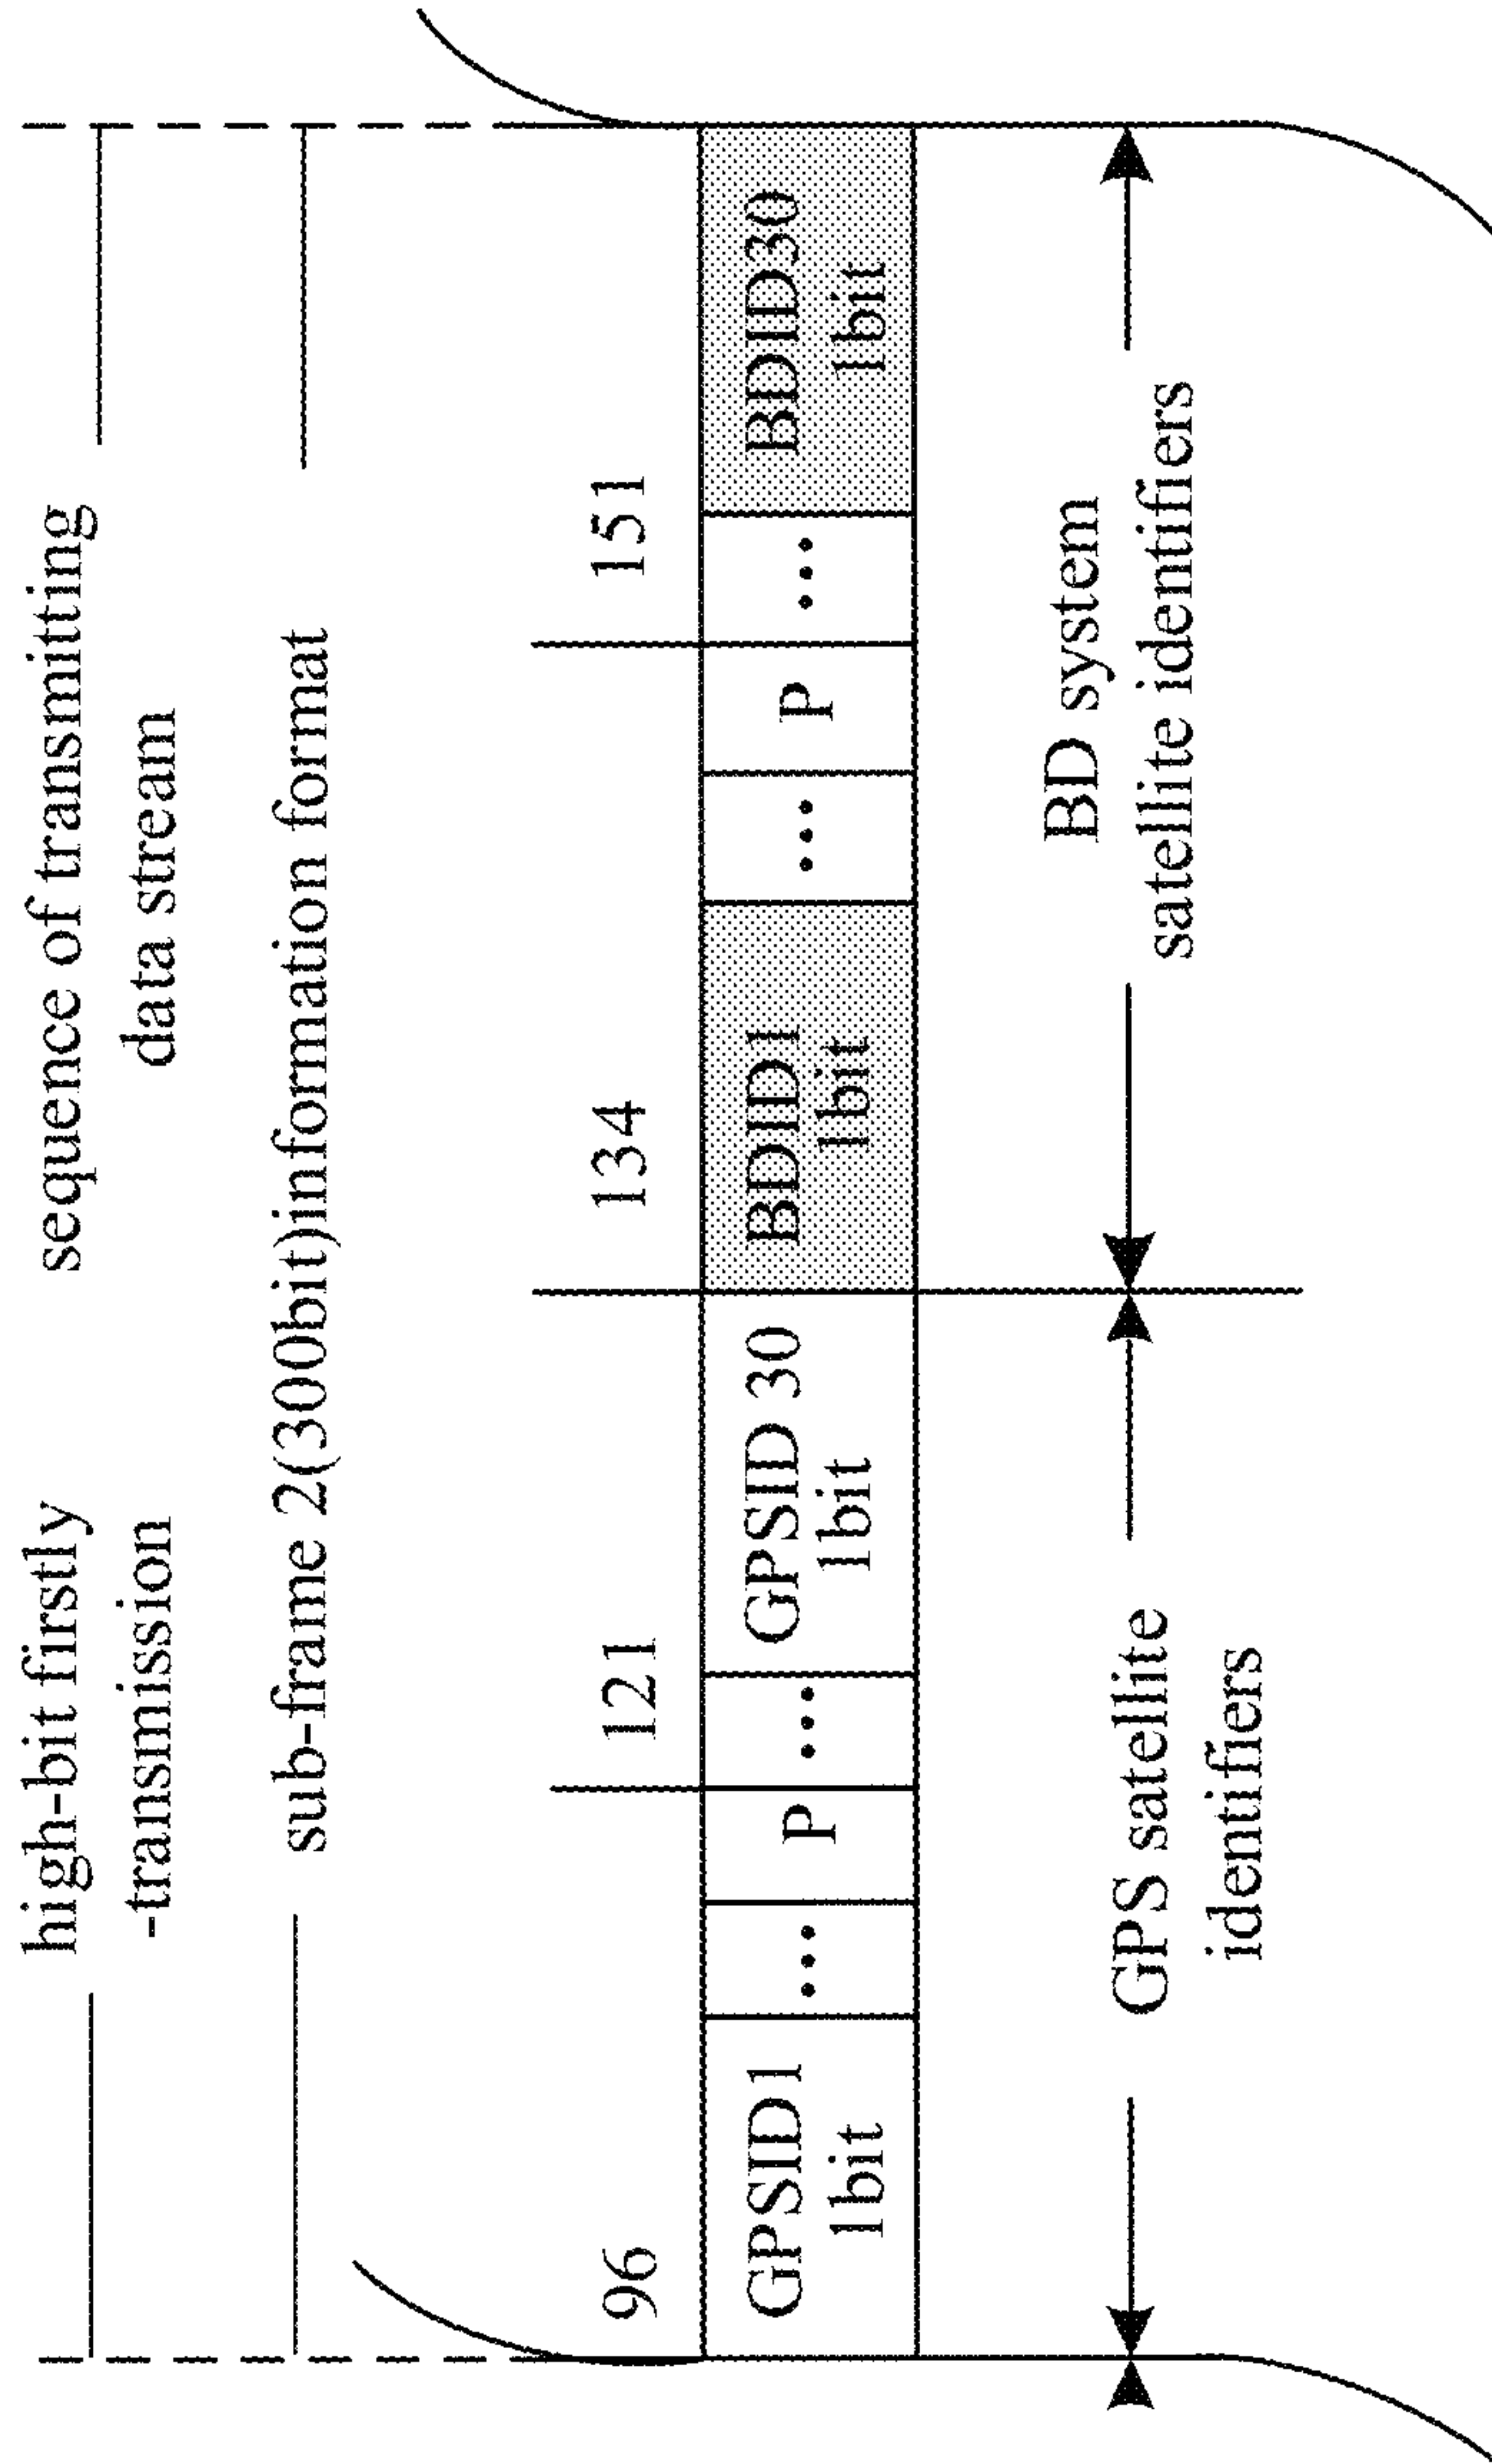 high-bit firstly
-transmission
sequence of transmitting
data stream
sub-frame 2(300bit)information format
96
121
134
151
GPSID1
1bit
...
P
...
GPSID 30
1bit
BDID1
1bit
...
P
...
BDID30
1bit
GPS satellite
identifiers
BD system
satellite identifiers